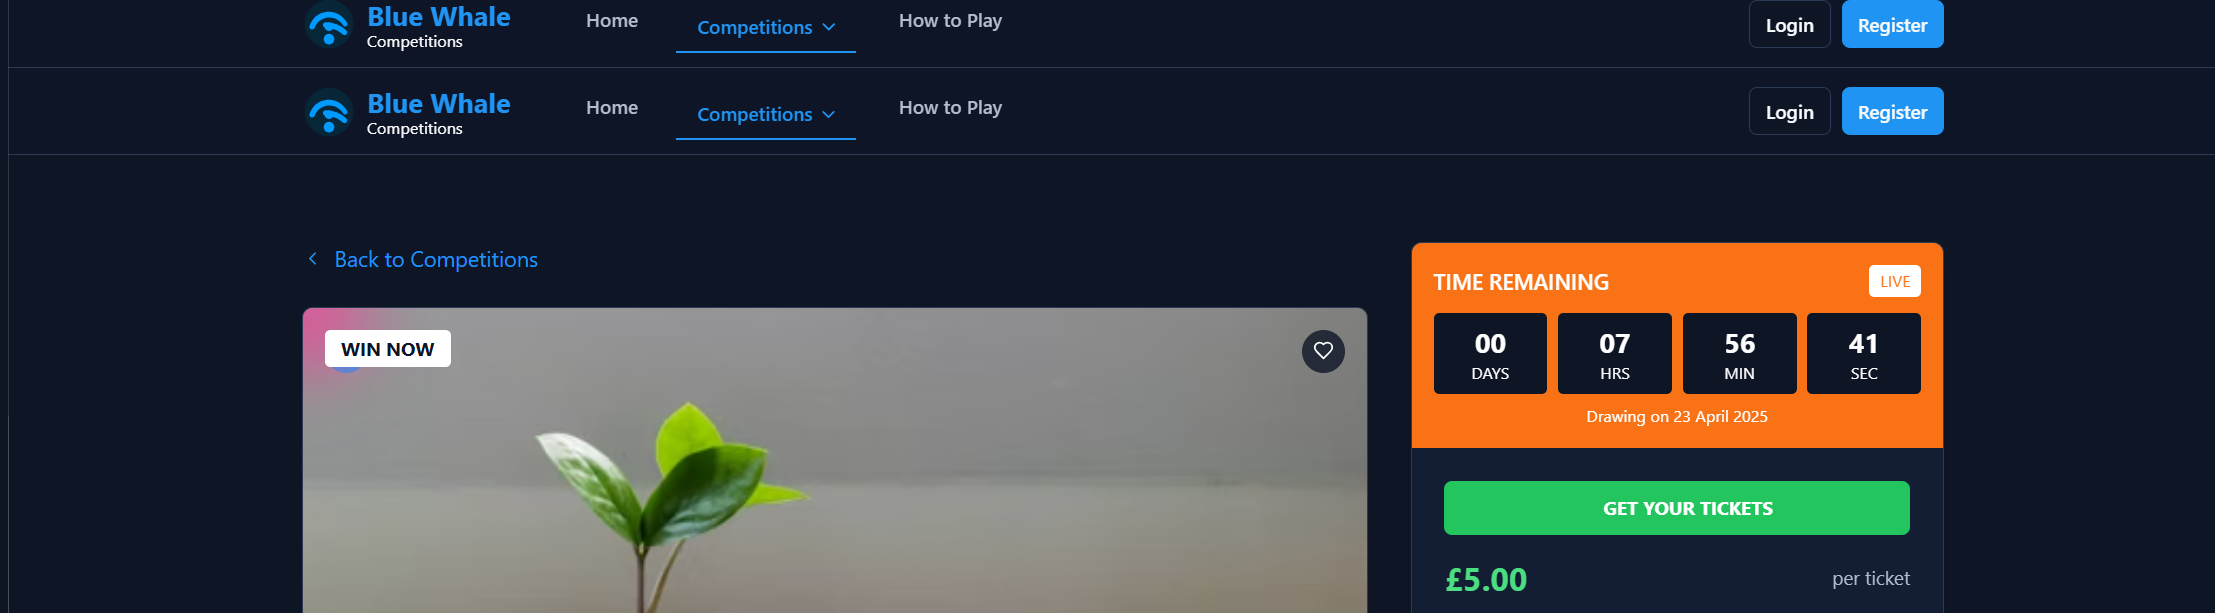 Blue Whale
Competitions
Home
Competitions
How to Play
Login
Register
Blue Whale
Competitions
Home
Competitions
How to Play
Login
Register
Back to Competitions
WIN NOW
TIME REMAINING
LIVE
00
DAYS
07
HRS
56
MIN
41
SEC
Drawing on 23 April 2025
GET YOUR TICKETS
£5.00
per ticket